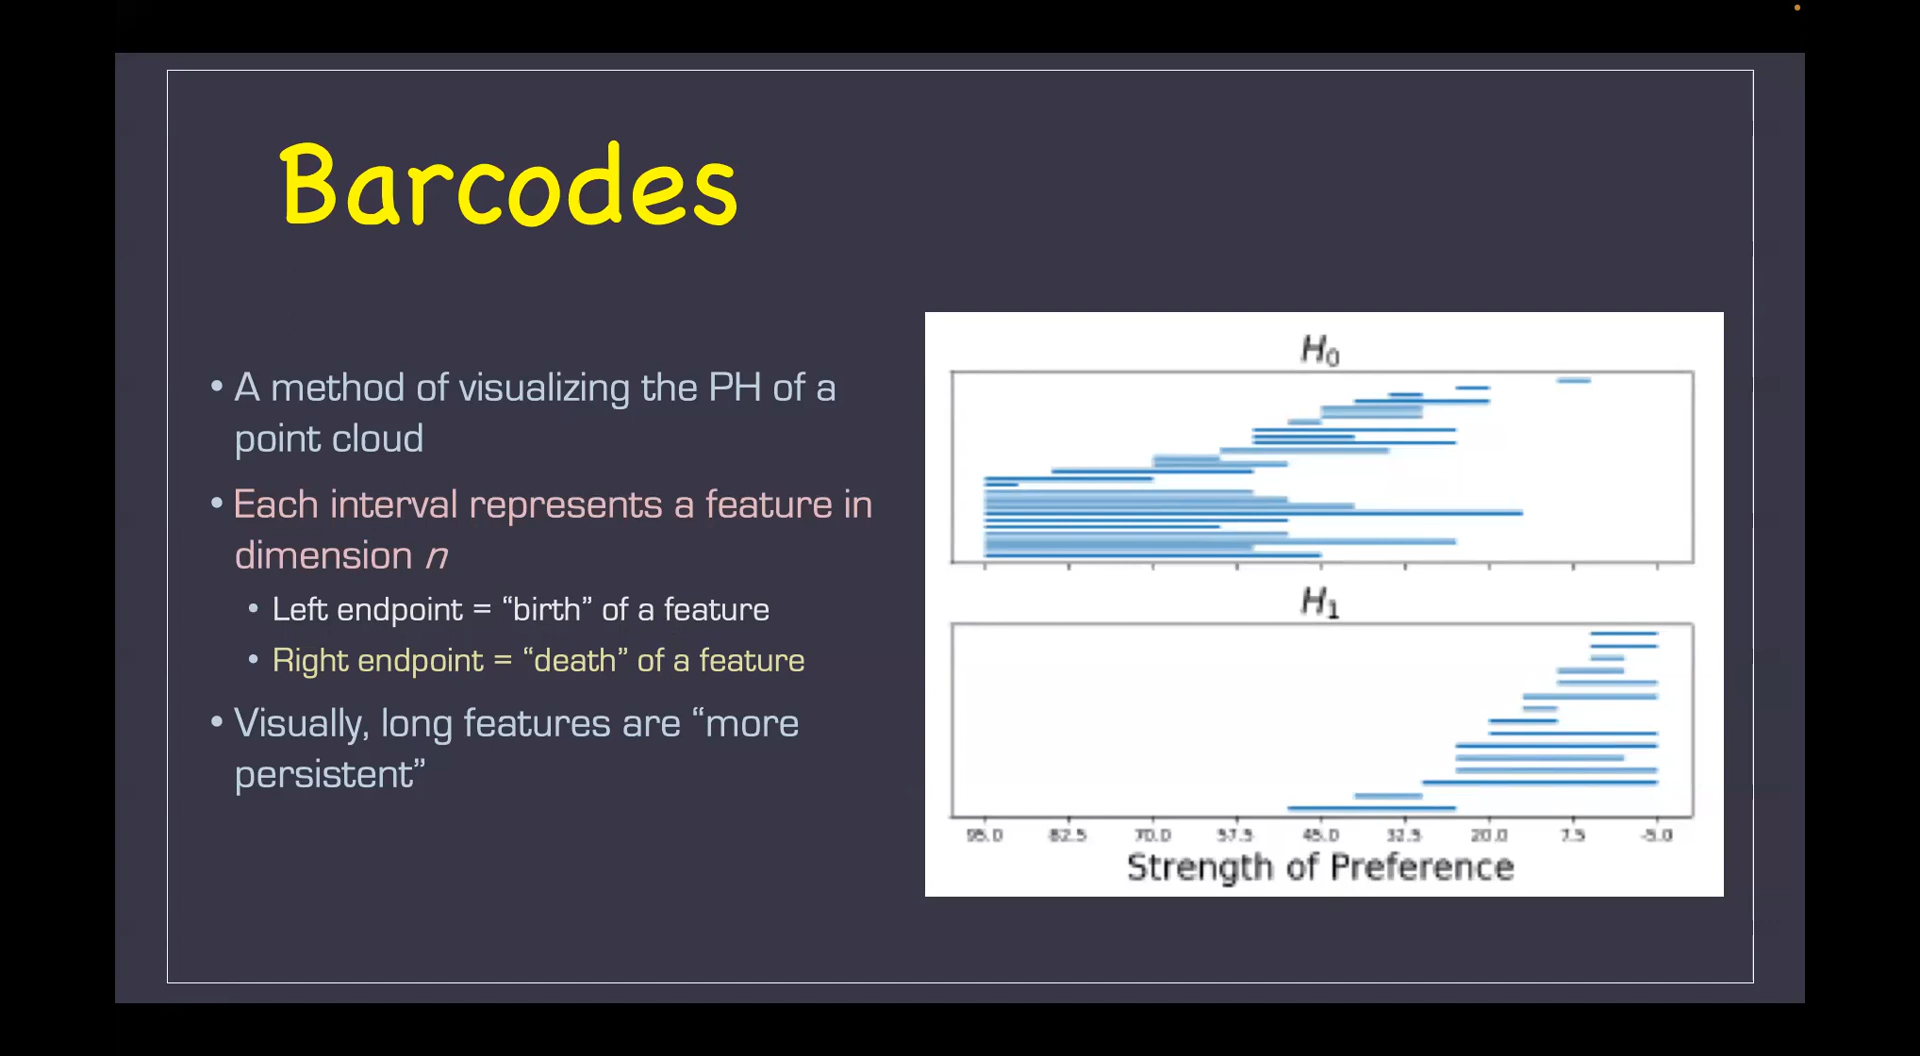 Barcodes
• A method of visualizing the PH of a
point cloud
• Each interval represents a feature in
dimension n
• Left endpoint = “birth” of a feature
• Right endpoint = “death” of a feature
• Visually, long features are “more
persistent”
H₀
H₁
95.0 82.5 70.0 57.5 45.0 32.5 20.0 7.5 -5.0
Strength of Preference